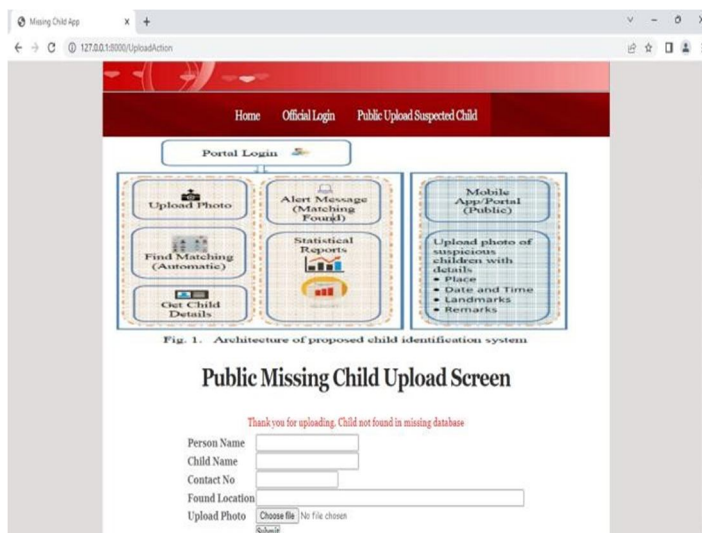 Missing Child App
127.0.0.1:8000/UploadAction
Home Official Login Public Upload Suspected Child
Portal Login
Upload Photo
Alert Message
(Matching
Found)
Find Matching
(Automatic)
Statistical
Reports
Get Child
Details
Mobile
App/Portal
(Public)
Upload photo of
suspicious
children with
details
• Place
• Date and Time
• Landmarks
• Remarks
Fig. 1. Architecture of proposed child identification system
Public Missing Child Upload Screen
Thank you for uploading. Child not found in missing database
Person Name
Child Name
Contact No
Found Location
Upload Photo Choose file No file chosen
Submit